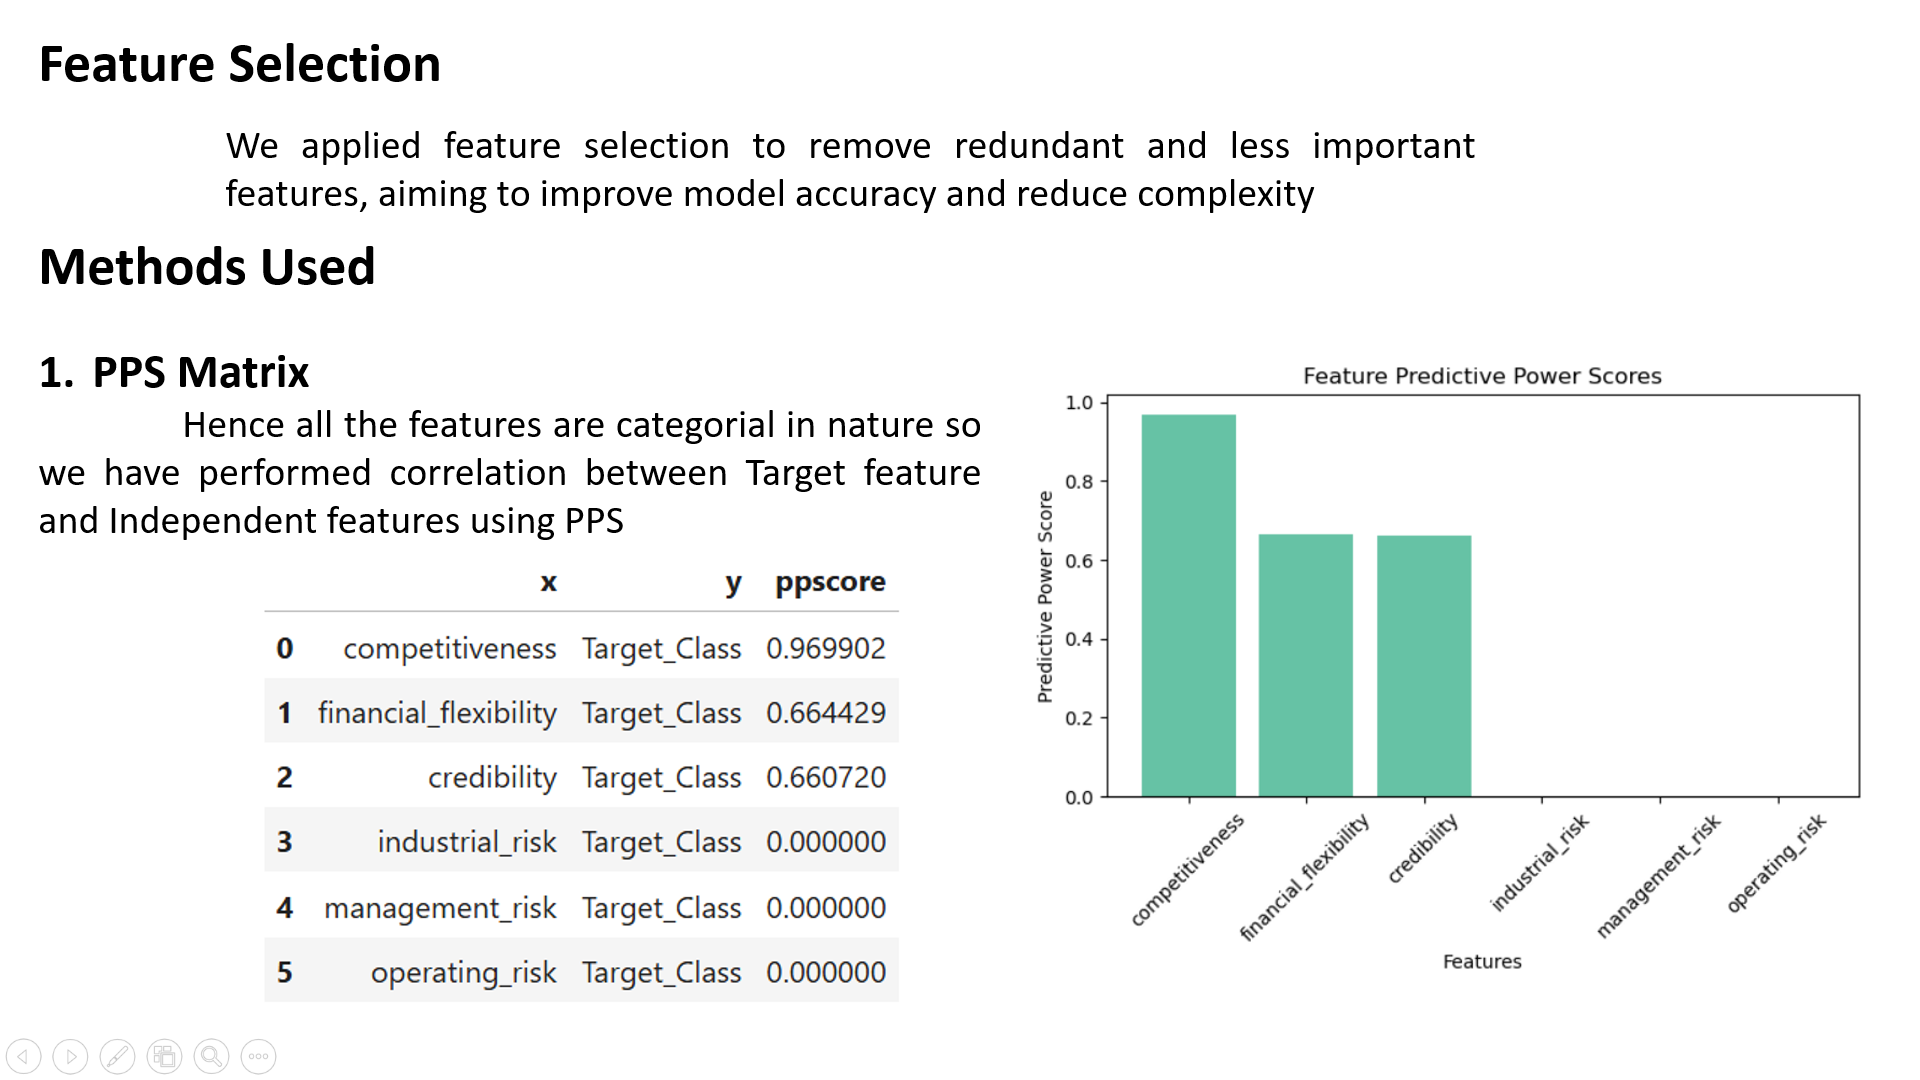 Feature Selection
We applied feature selection to remove redundant and less important
features, aiming to improve model accuracy and reduce complexity
Methods Used
1. PPS Matrix
Hence all the features are categorial in nature so
we have performed correlation between Target feature
and Independent features using PPS
x y ppscore
0 competitiveness Target_Class 0.969902
1 financial_flexibility Target_Class 0.664429
2 credibility Target_Class 0.660720
3 industrial_risk Target_Class 0.000000
4 management_risk Target_Class 0.000000
5 operating_risk Target_Class 0.000000
Feature Predictive Power Scores
Predictive Power Score
1.0
0.8
0.6
0.4
0.2
0.0
competitiveness
financial_flexibility
credibility
industrial_risk
management_risk
operating_risk
Features